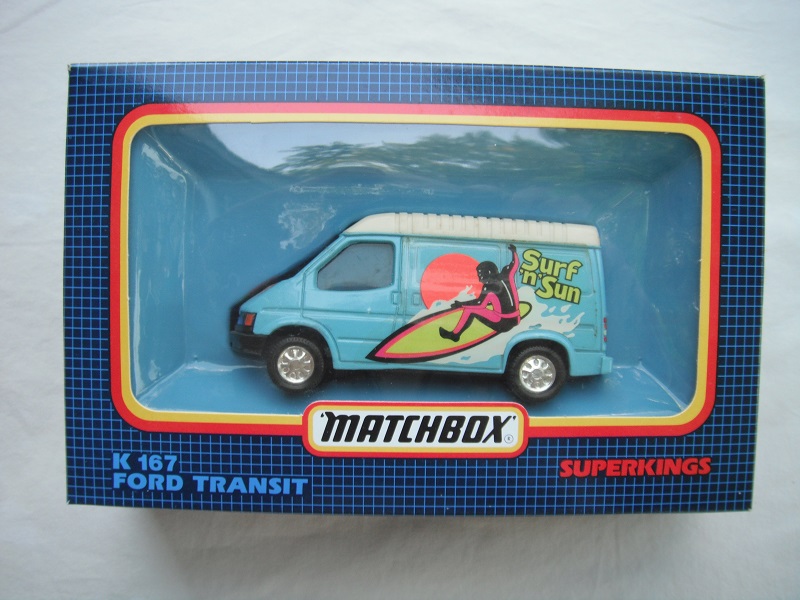 Surf
'n'
Sun
'MATCHBOX'®
K 167
FORD TRANSIT
SUPERKINGS